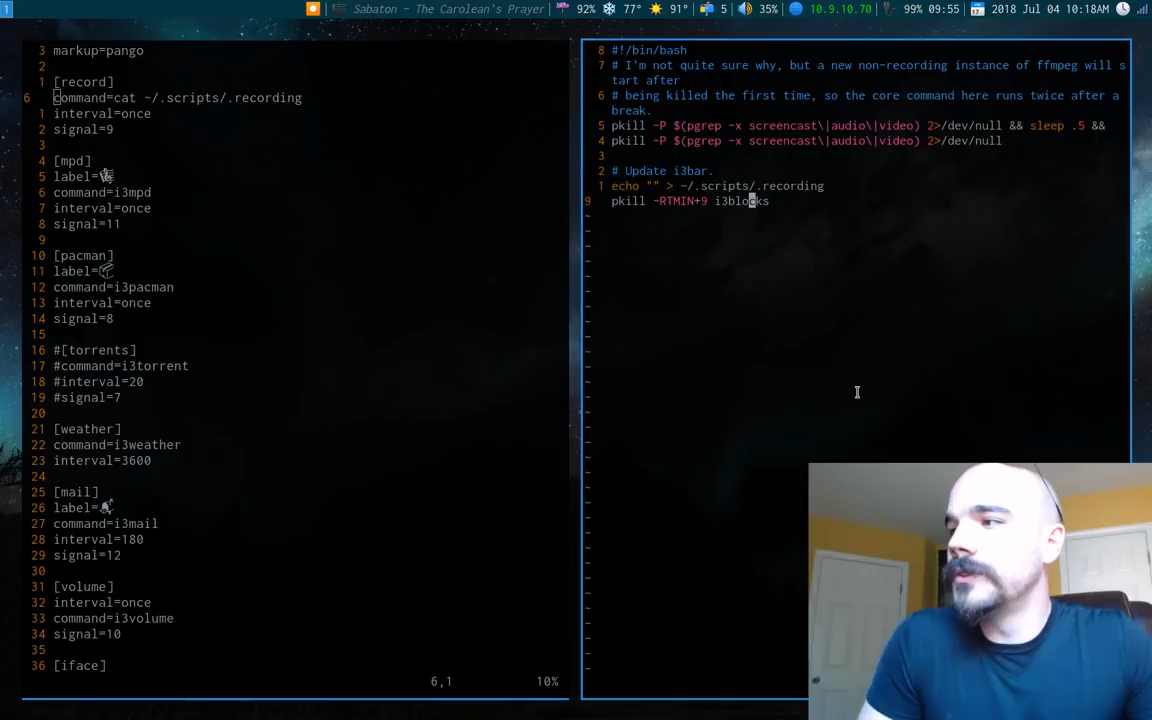 1
Sabaton - The Carolean's Prayer
92%
77°
91°
5
35%
10.9.10.70
99% 09:55
2018 Jul 04 10:18AM
3 markup=pango
2
1 [record]
6 command=cat ~/.scripts/.recording
1 interval=once
2 signal=9
3
4 [mpd]
5 label=
6 command=i3mpd
7 interval=once
8 signal=11
9
10 [pacman]
11 label=
12 command=i3pacman
13 interval=once
14 signal=8
15
16 #[torrents]
17 #command=i3torrent
18 #interval=20
19 #signal=7
20
21 [weather]
22 command=i3weather
23 interval=3600
24
25 [mail]
26 label=
27 command=i3mail
28 interval=180
29 signal=12
30
31 [volume]
32 interval=once
33 command=i3volume
34 signal=10
35
36 [iface]
6,1 10%
8 #!/bin/bash
7 # I'm not quite sure why, but a new non-recording instance of ffmpeg will s
tart after
6 # being killed the first time, so the core command here runs twice after a
break.
5 pkill -P $(pgrep -x screencast\|audio\|video) 2>/dev/null && sleep .5 &&
4 pkill -P $(pgrep -x screencast\|audio\|video) 2>/dev/null
3
2 # Update i3bar.
1 echo "" > ~/.scripts/.recording
9 pkill -RTMIN+9 i3blocks